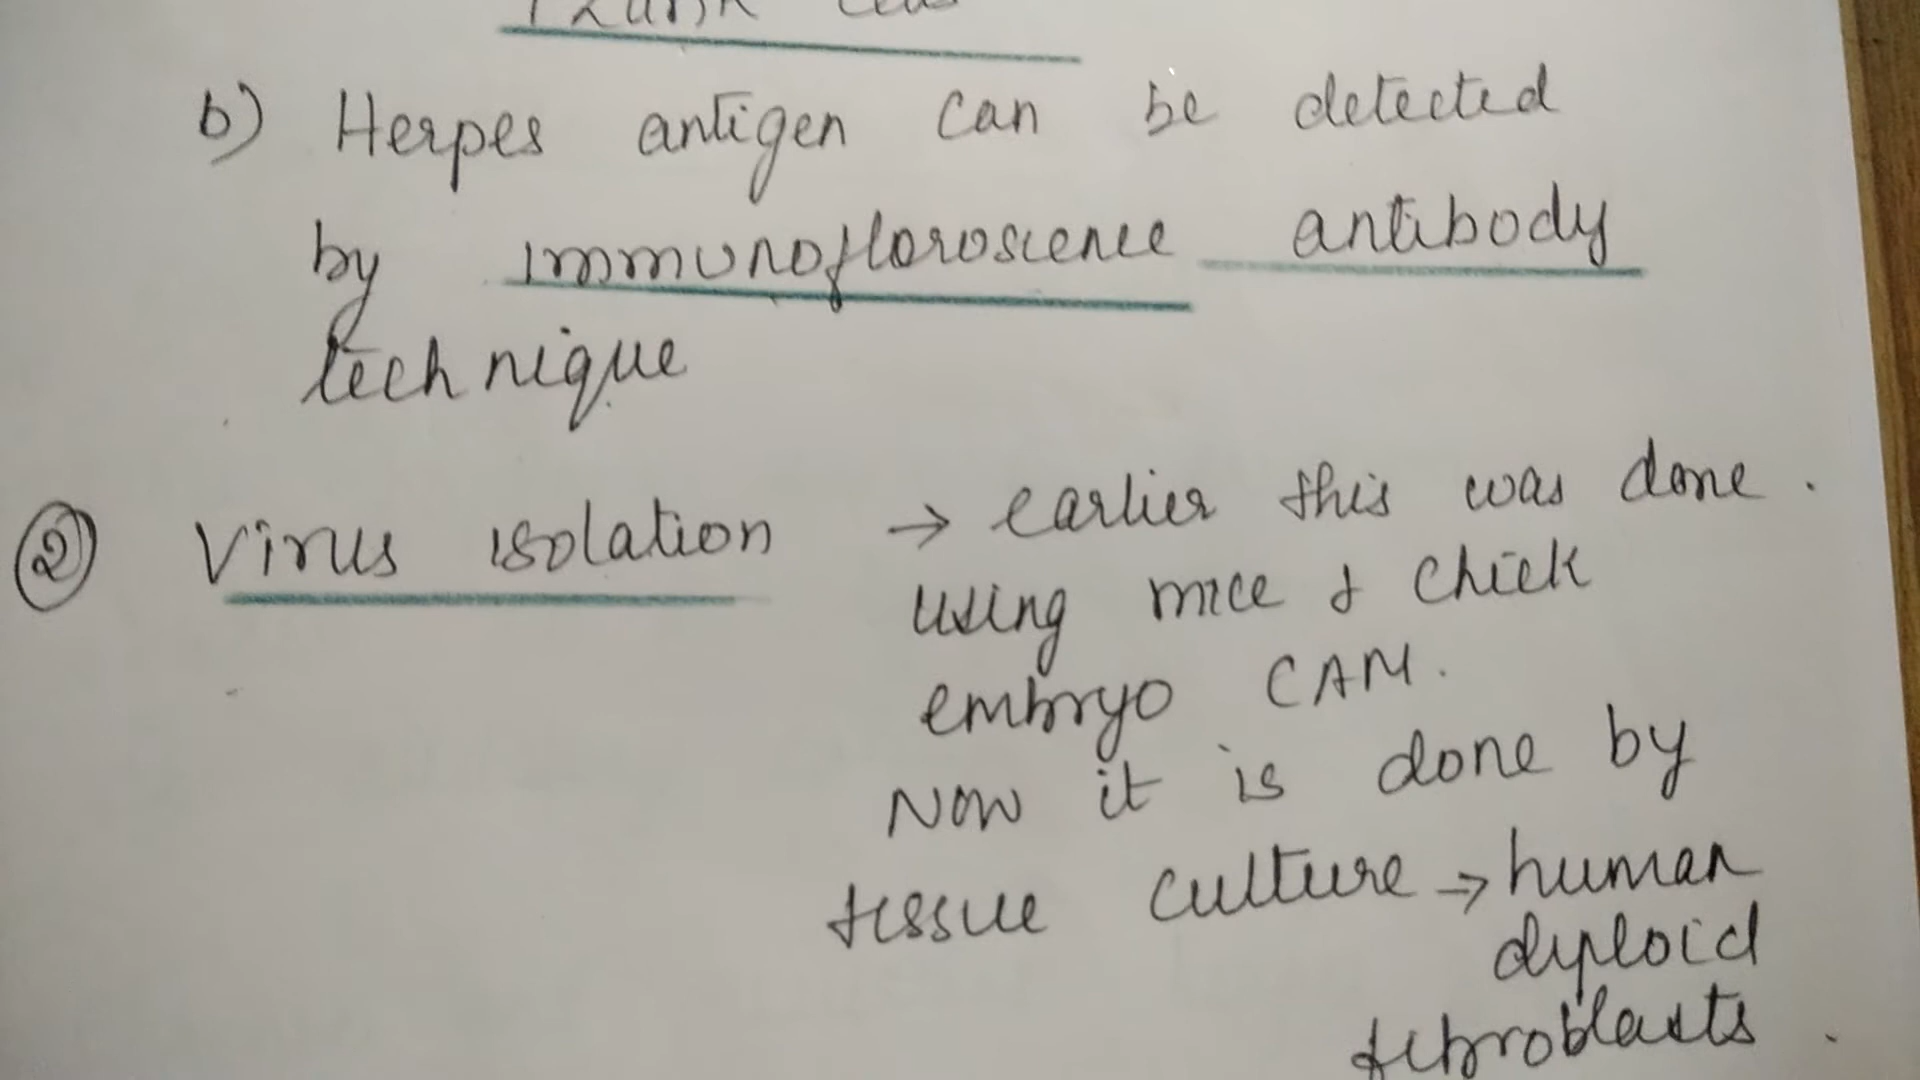 b) Herpes antigen can be detected
by immunofloroscence antibody
technique
② Virus isolation → earlier this was done.
using mice & chick
embryo CAM.
Now it is done by
tissue culture → human
diploid
fibroblasts.